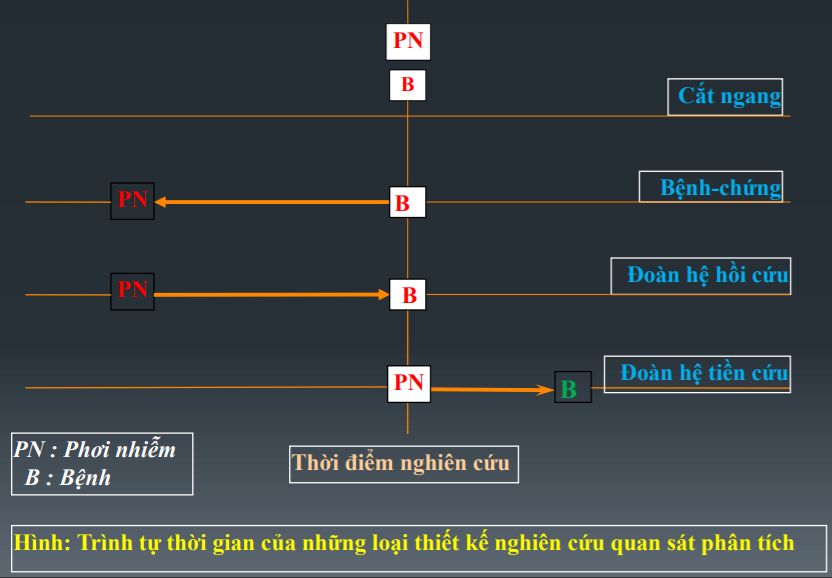 PN
B
Cắt ngang
PN
B
Bệnh-chứng
PN
B
Đoàn hệ hồi cứu
PN
B
Đoàn hệ tiền cứu
PN : Phơi nhiễm
B : Bệnh
Thời điểm nghiên cứu
Hình: Trình tự thời gian của những loại thiết kế nghiên cứu quan sát phân tích